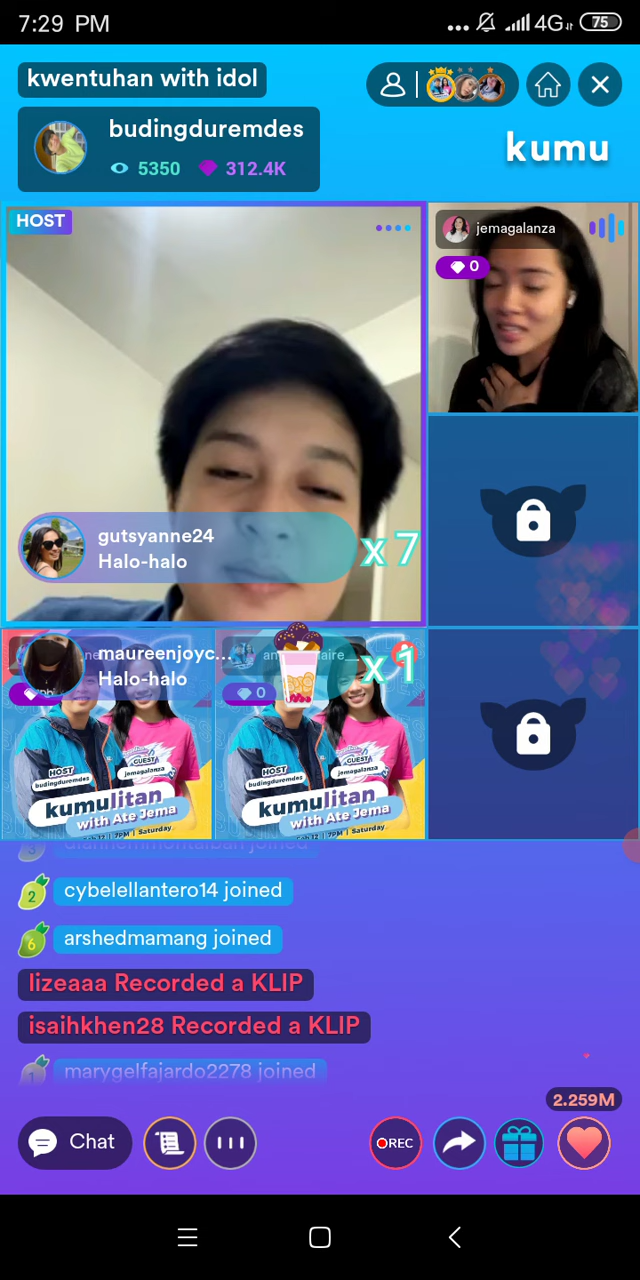 7:29 PM
4G
75
kwentuhan with idol
budingduremdes
5350
312.4K
kumu
HOST
jemagalanza
0
gutsyanne24
Halo-halo
x 7
maureenjoyc...
Halo-halo
x 1
0
HOST
budingduremdes
GUEST
jemagalanza
kumulitan
with Ate Jema
7PM | Saturday
HOST
budingduremdes
GUEST
jemagalanza
kumulitan
with Ate Jema
7PM | Saturday
2
cybelellantero14 joined
6
arshedmamang joined
lizeaaa Recorded a KLIP
isaihkhen28 Recorded a KLIP
1
marygelfajardo2278 joined
2.259M
Chat
REC